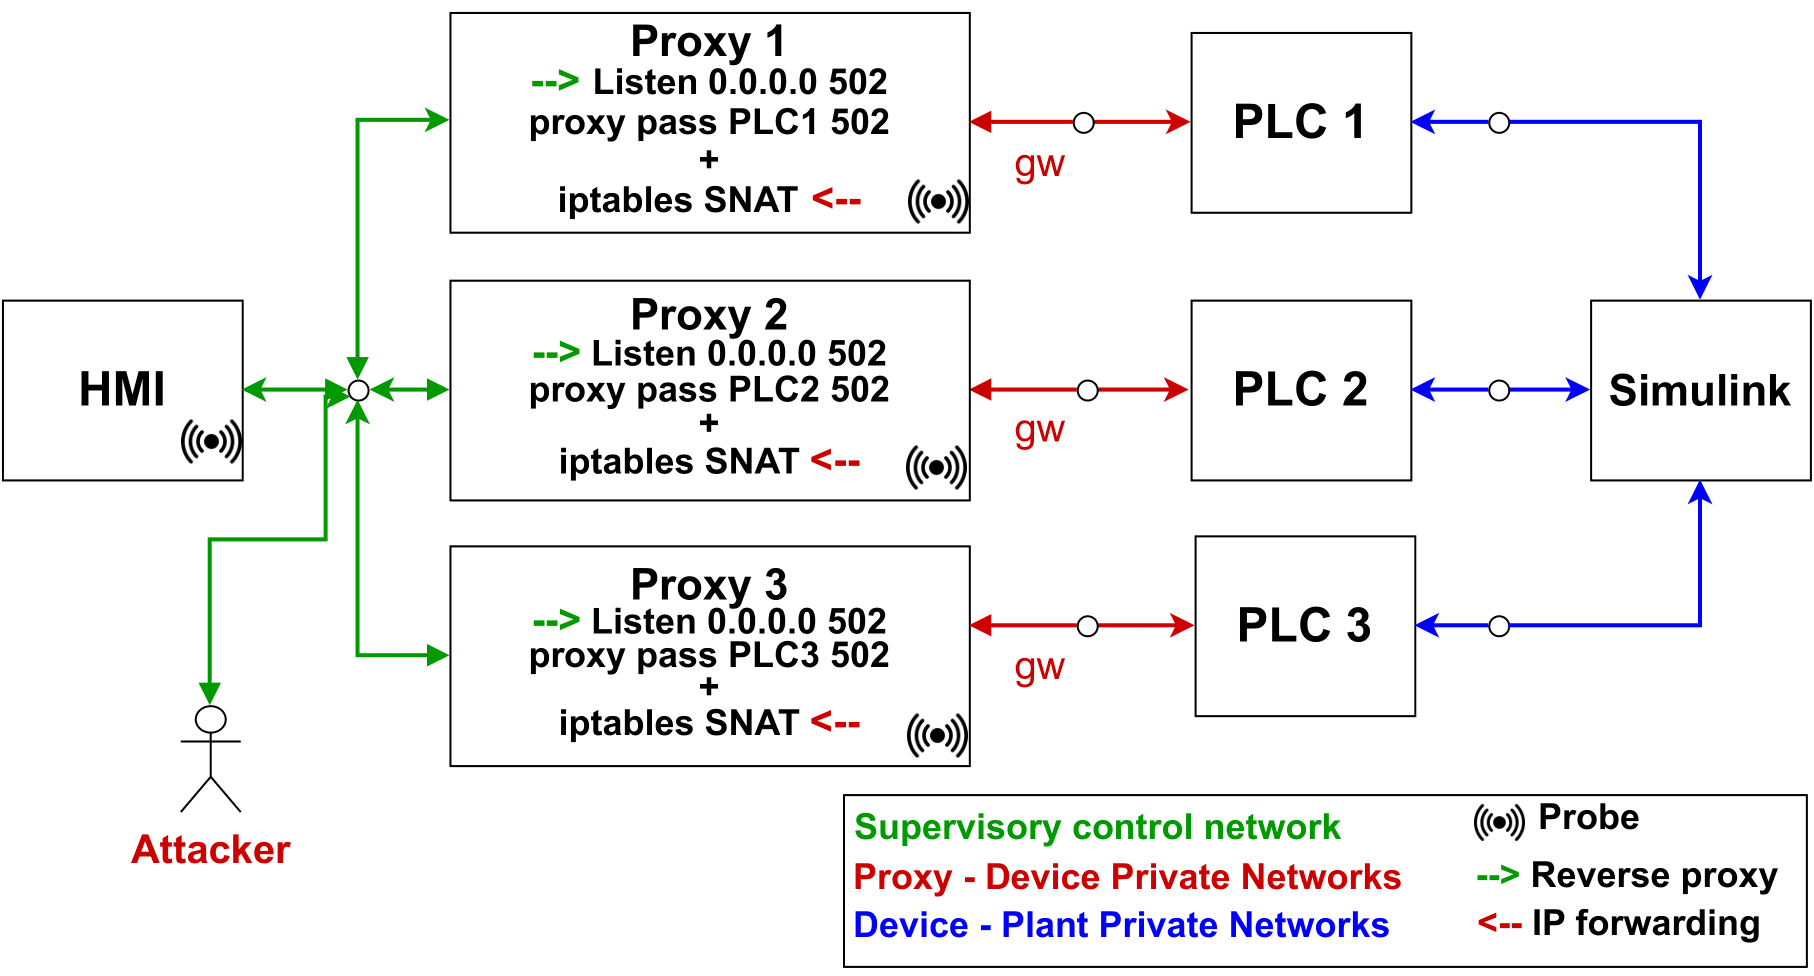 Proxy 1
--> Listen 0.0.0.0 502
proxy pass PLC1 502
+
iptables SNAT <--
gw
PLC 1
HMI
Proxy 2
--> Listen 0.0.0.0 502
proxy pass PLC2 502
+
iptables SNAT <--
gw
PLC 2
Simulink
Proxy 3
--> Listen 0.0.0.0 502
proxy pass PLC3 502
+
iptables SNAT <--
gw
PLC 3
Attacker
Supervisory control network
Proxy - Device Private Networks
Device - Plant Private Networks
Probe
--> Reverse proxy
<-- IP forwarding